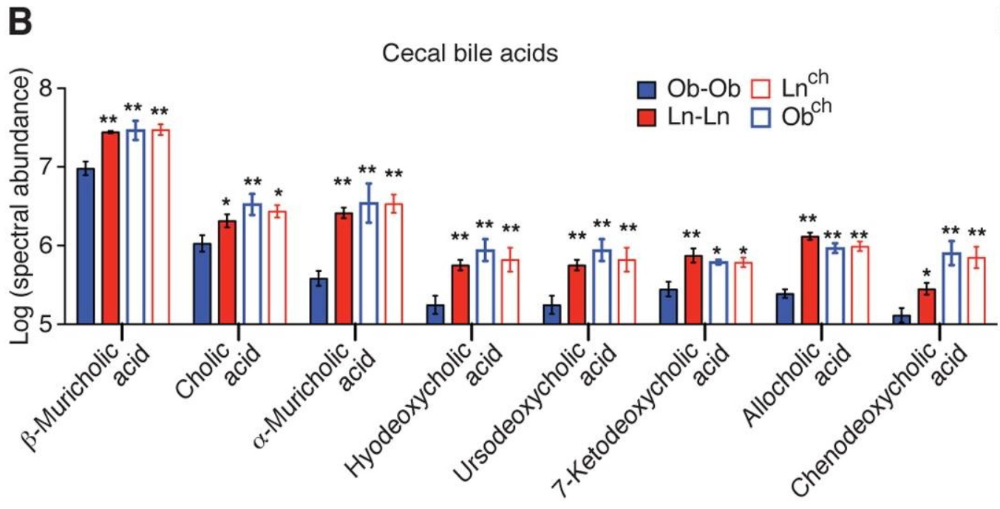 B
Cecal bile acids
Log (spectral abundance)
8
7
6
5
Ob-Ob
Ln^ch
Ln-Ln
Ob^ch
** ** **
* ** *
** ** **
** ** **
** ** **
** * *
** ** **
* ** **
β-Muricholic
acid
Cholic
acid
α-Muricholic
acid
Hyodeoxycholic
acid
Ursodeoxycholic
acid
7-Ketodeoxycholic
acid
Allocholic
acid
Chenodeoxycholic
acid